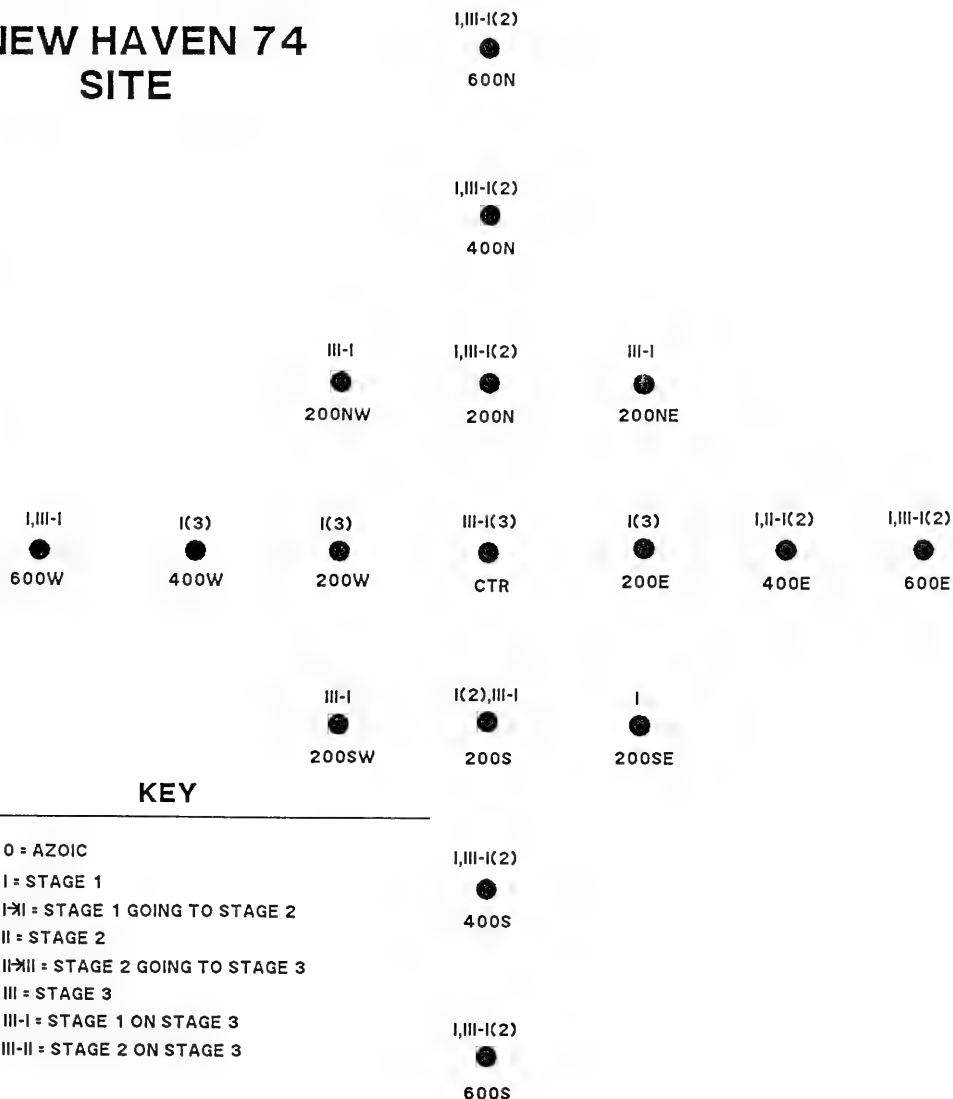 NEW HAVEN 74
SITE
I,III-I(2)
600N
I,III-I(2)
400N
III-I I,III-I(2) III-I
200NW 200N 200NE
I,III-I I(3) I(3) III-I(3) I(3) I,II-I(2) I,III-I(2)
600W 400W 200W CTR 200E 400E 600E
III-I I(2),III-I I
200SW 200S 200SE
KEY
0 = AZOIC
I = STAGE 1
I→II = STAGE 1 GOING TO STAGE 2
II = STAGE 2
II→III = STAGE 2 GOING TO STAGE 3
III = STAGE 3
III-I = STAGE 1 ON STAGE 3
III-II = STAGE 2 ON STAGE 3
I,III-I(2)
400S
I,III-I(2)
600S